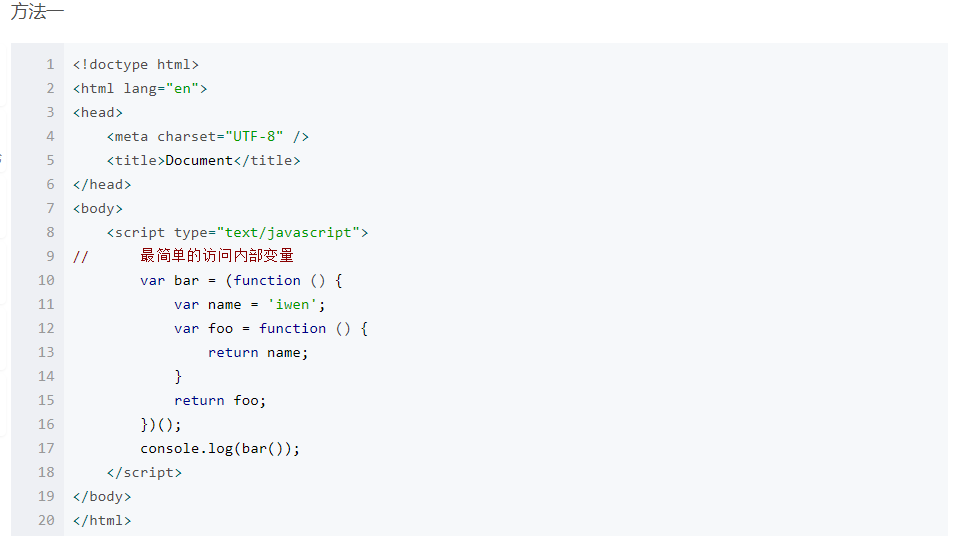 方法一
1 <!doctype html>
2 <html lang="en">
3 <head>
4     <meta charset="UTF-8" />
5     <title>Document</title>
6 </head>
7 <body>
8     <script type="text/javascript">
9 //      最简单的访问内部变量
10         var bar = (function () {
11             var name = 'iwen';
12             var foo = function () {
13                 return name;
14             }
15             return foo;
16         })();
17         console.log(bar());
18     </script>
19 </body>
20 </html>